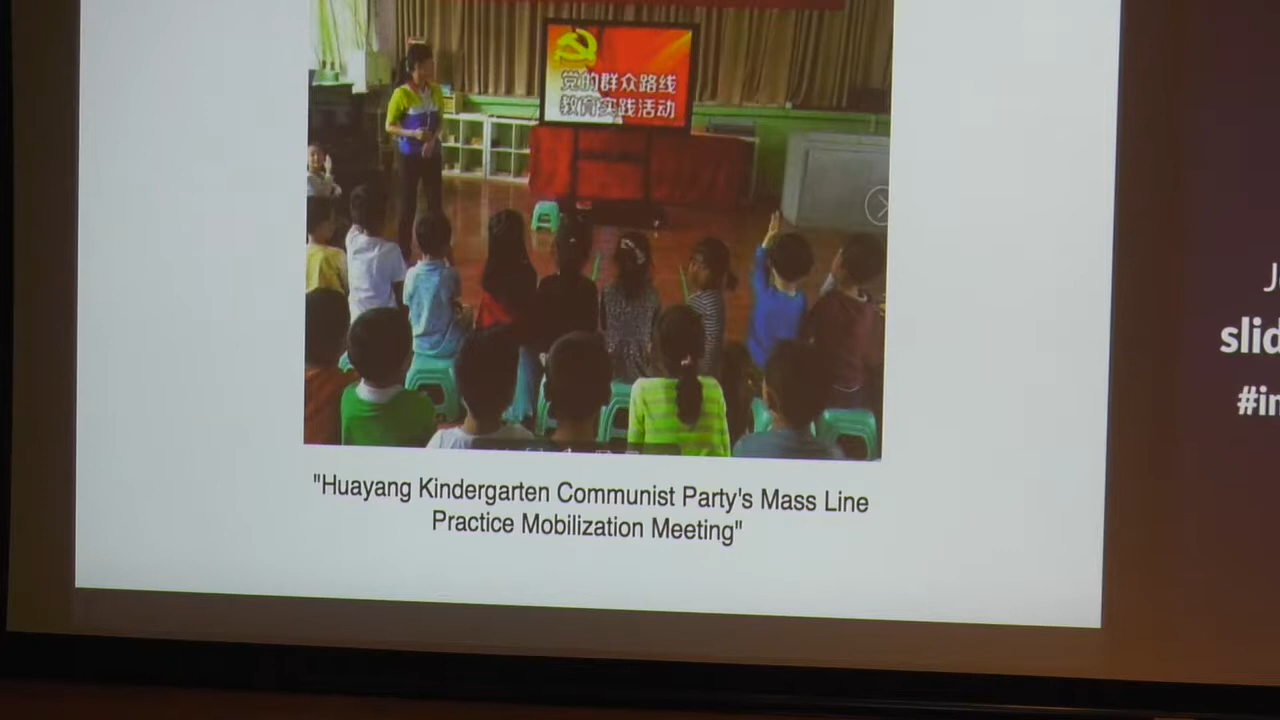 党的群众路线
教育实践活动
"Huayang Kindergarten Communist Party's Mass Line
Practice Mobilization Meeting"